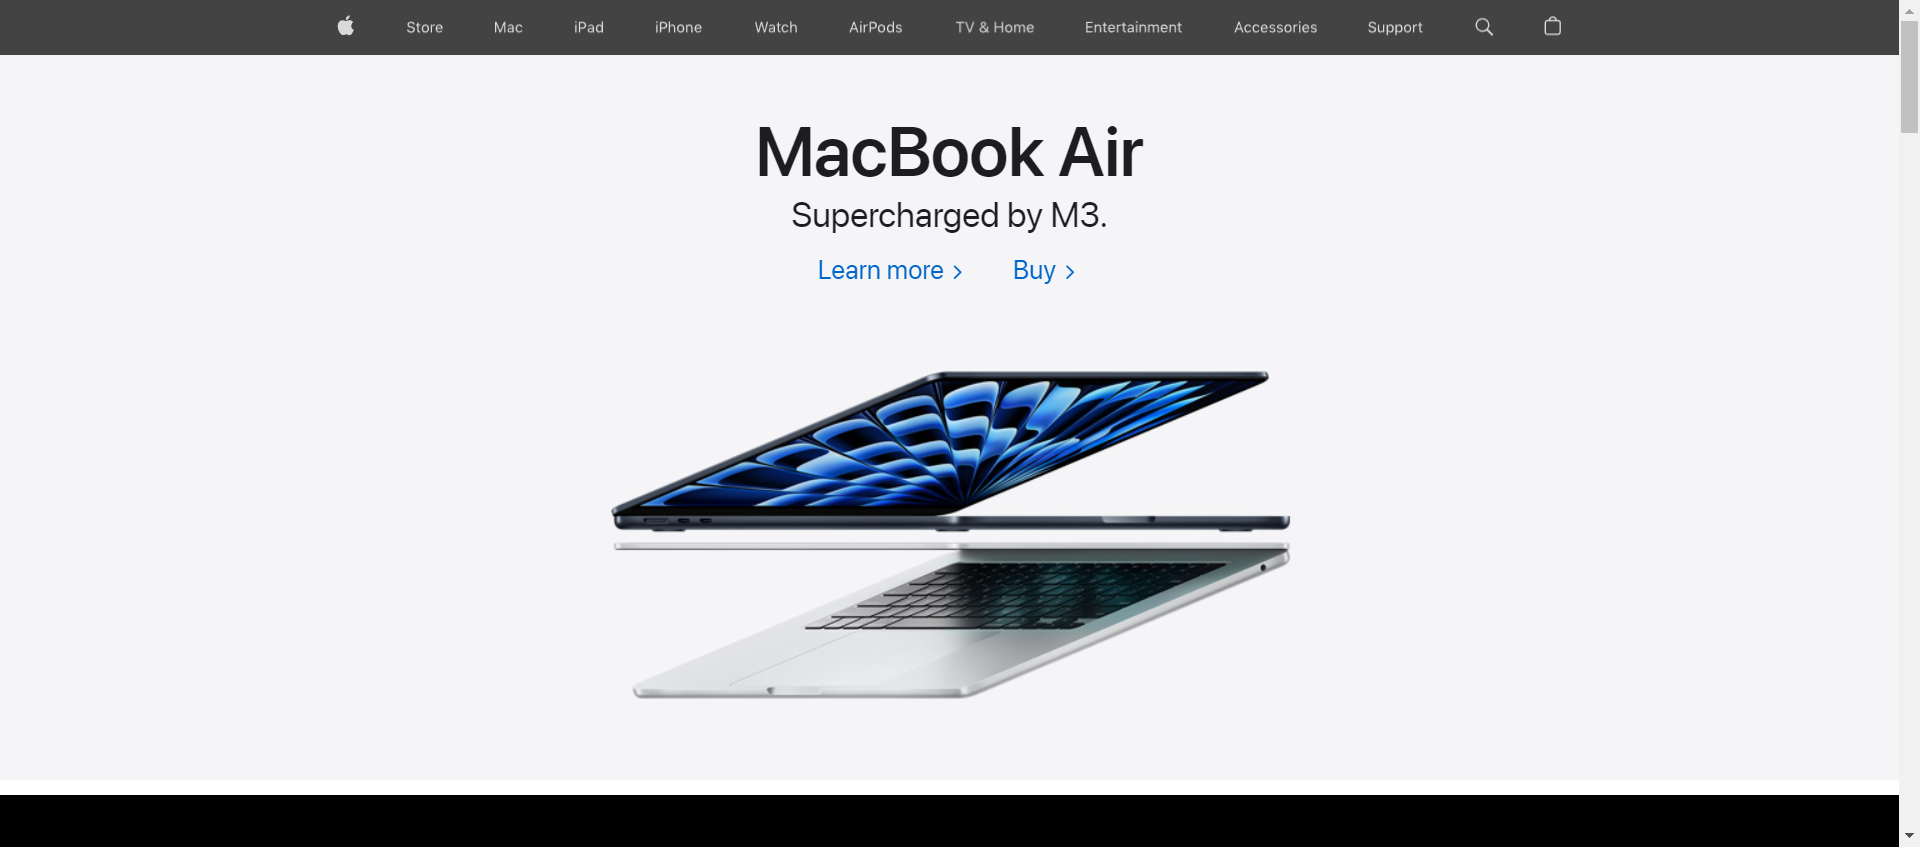 Store Mac iPad iPhone Watch AirPods TV & Home Entertainment Accessories Support
MacBook Air
Supercharged by M3.
Learn more > Buy >